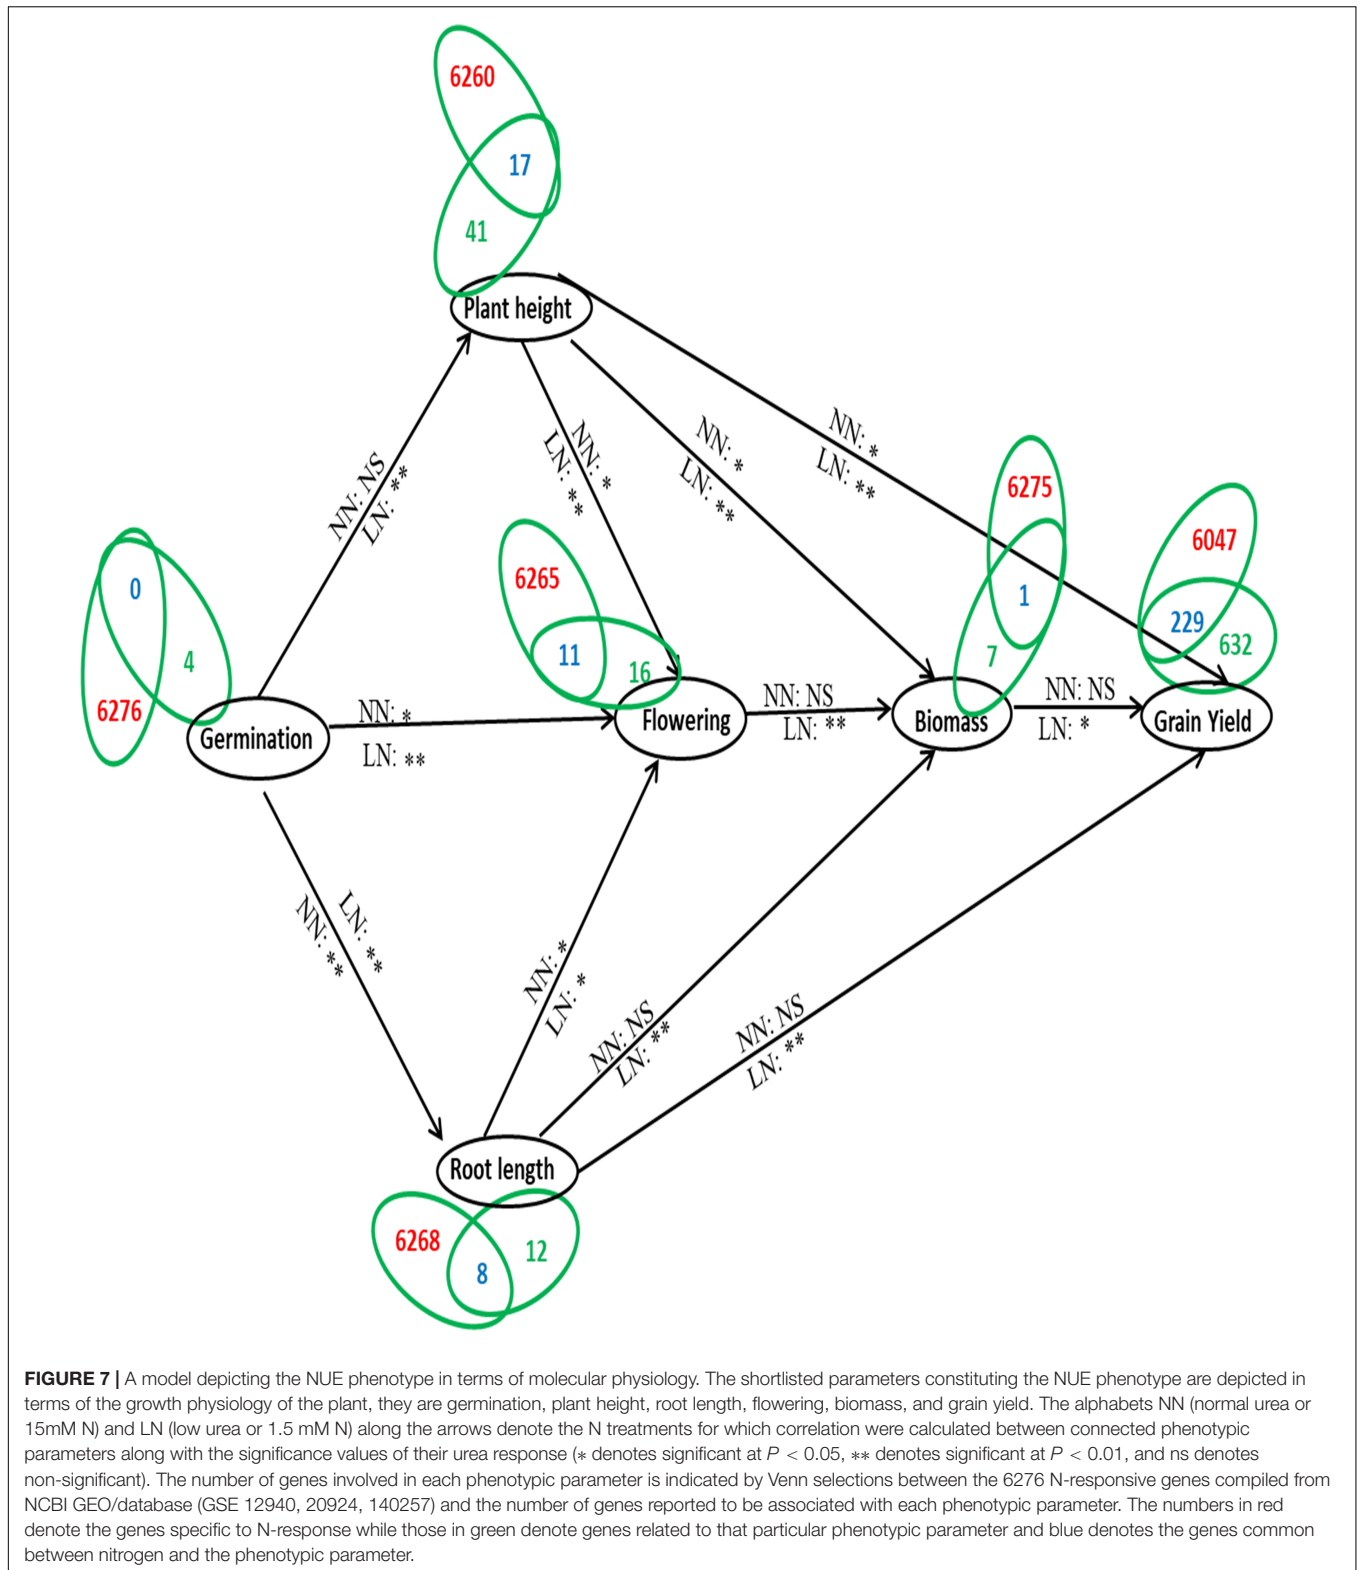 6260
17
41
Plant height
NN: NS
LN: **
NN: *
LN: **
NN: *
LN: **
NN: *
LN: **
6275
1
7
6047
229
632
6265
11
16
0
4
6276
Germination
NN: *
LN: **
Flowering
NN: NS
LN: **
Biomass
NN: NS
LN: *
Grain Yield
LN: **
NN: **
NN: *
LN: *
NN: NS
LN: **
NN: NS
LN: **
Root length
6268
8
12
FIGURE 7 | A model depicting the NUE phenotype in terms of molecular physiology. The shortlisted parameters constituting the NUE phenotype are depicted in
terms of the growth physiology of the plant, they are germination, plant height, root length, flowering, biomass, and grain yield. The alphabets NN (normal urea or
15mM N) and LN (low urea or 1.5 mM N) along the arrows denote the N treatments for which correlation were calculated between connected phenotypic
parameters along with the significance values of their urea response (* denotes significant at P < 0.05, ** denotes significant at P < 0.01, and ns denotes
non-significant). The number of genes involved in each phenotypic parameter is indicated by Venn selections between the 6276 N-responsive genes compiled from
NCBI GEO/database (GSE 12940, 20924, 140257) and the number of genes reported to be associated with each phenotypic parameter. The numbers in red
denote the genes specific to N-response while those in green denote genes related to that particular phenotypic parameter and blue denotes the genes common
between nitrogen and the phenotypic parameter.